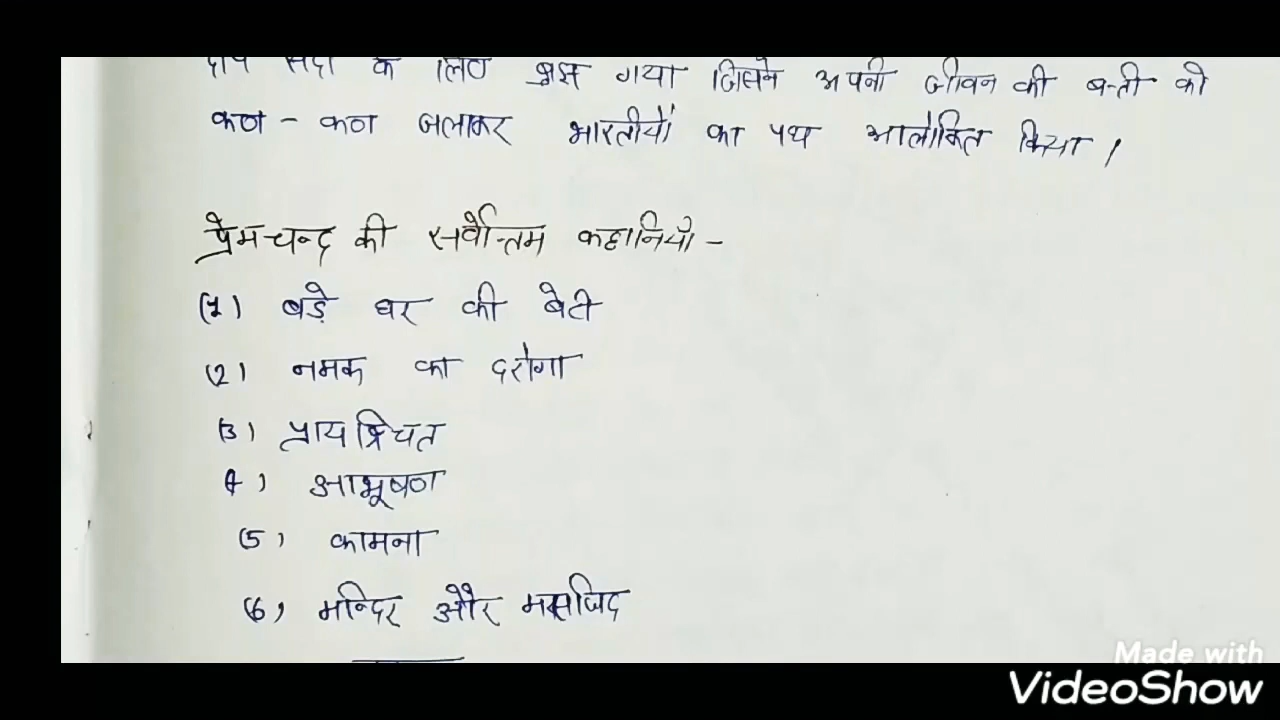 दीप सदा के लिए बुझ गया जिसने अपनी जीवन की बत्ती को
कण - कण जलाकर भारतीयों का पथ आलोकित किया।
प्रेमचन्द की सर्वोत्तम कहानियाँ -
(1) बड़े घर की बेटी
(2) नमक का दरोगा
(3) प्रायश्चित
(4) आभूषण
(5) कामना
(6) मन्दिर और मसजिद
Made with
VideoShow